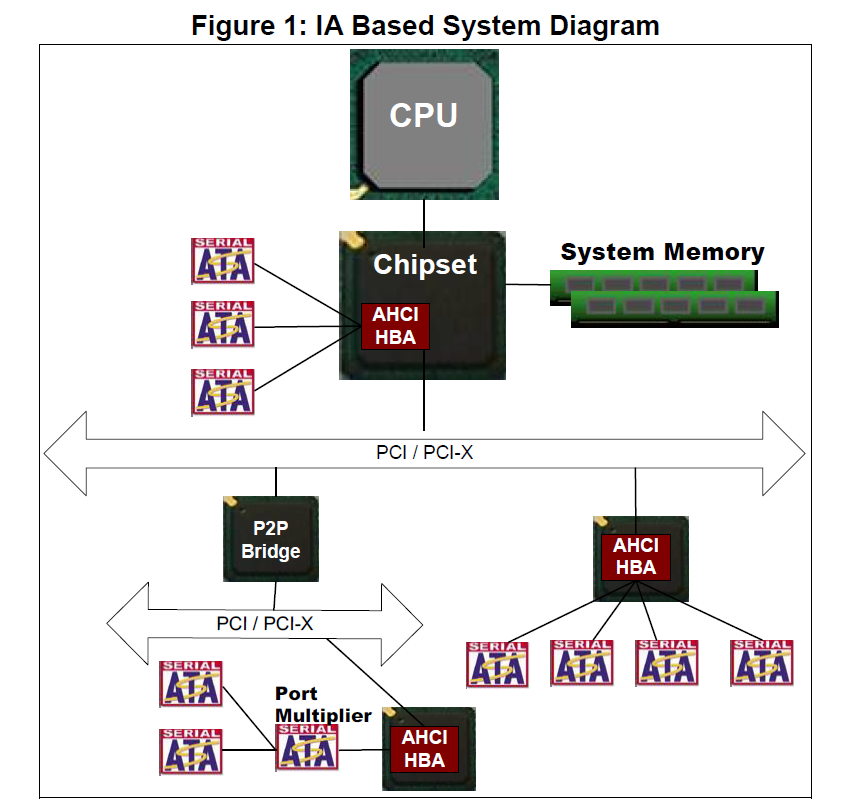 Figure 1: IA Based System Diagram
CPU
Chipset
AHCI
HBA
System Memory
SERIAL
ATA
SERIAL
ATA
SERIAL
ATA
PCI / PCI-X
P2P
Bridge
AHCI
HBA
PCI / PCI-X
SERIAL
ATA
SERIAL
ATA
SERIAL
ATA
SERIAL
ATA
SERIAL
ATA
SERIAL
ATA
Port
Multiplier
SERIAL
ATA
AHCI
HBA